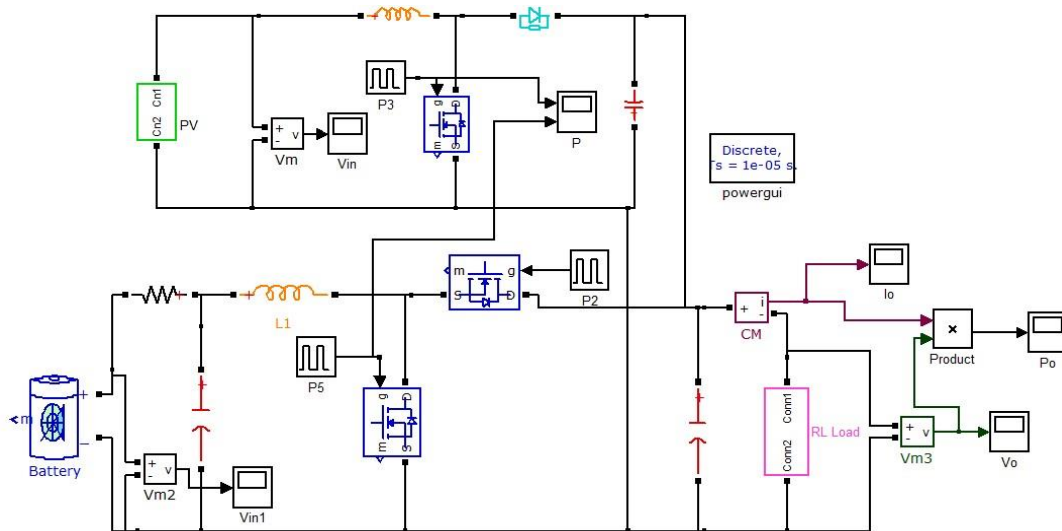 Cn1
Cn2
PV
+
-
v
Vm
Vin
P3
g
D
m
S
P
Discrete,
Ts = 1e-05 s.
powergui
m
g
S
D
P2
L1
P5
g
D
m
S
+
i
-
CM
Io
×
Product
Po
Conn1
Conn2
RL Load
+
-
v
Vm3
Vo
m
+
−
Battery
+
-
v
Vm2
Vin1